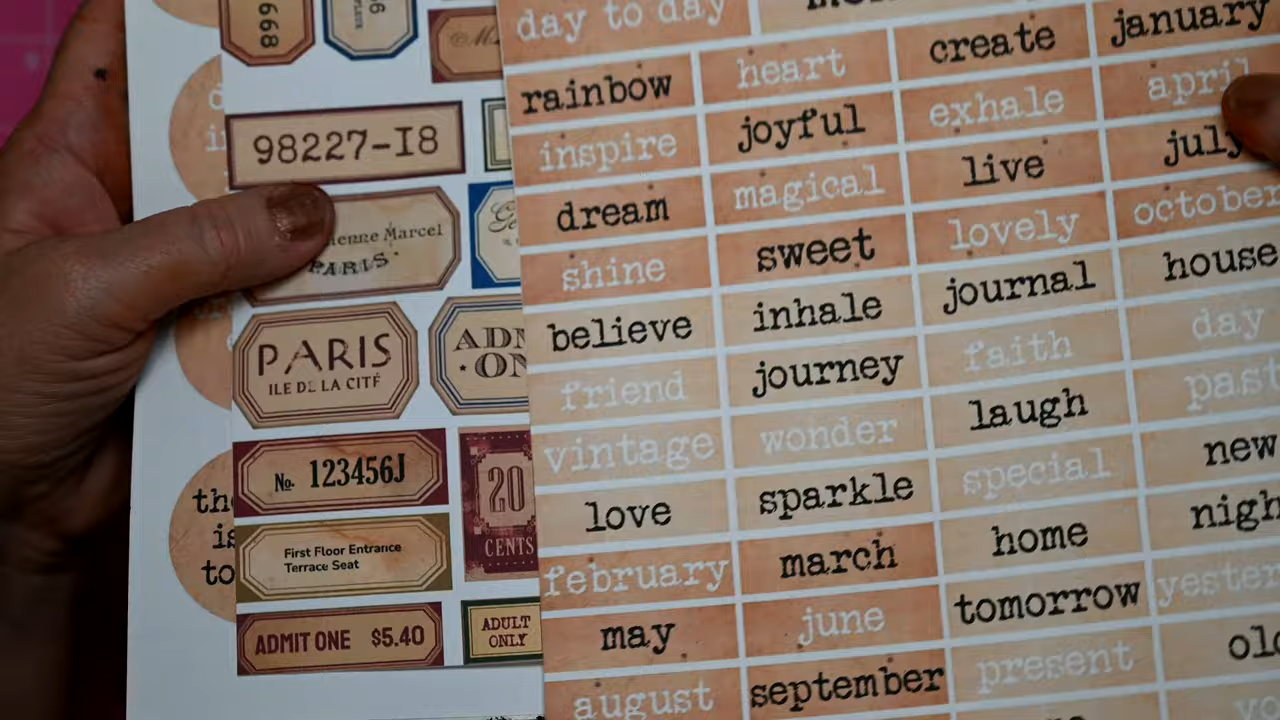 668
98227-I8
Marcel
PARIS
PARIS
ILE DE LA CITÉ
No. 123456J
20
CENTS
First Floor Entrance
Terrace Seat
ADMIT ONE $5.40
ADULT
ONLY
day to day
rainbow heart create january
inspire joyful exhale april
dream magical live july
shine sweet lovely october
believe inhale journal house
friend journey faith day
vintage wonder laugh past
love sparkle special new
february march home
may june tomorrow
august september present old